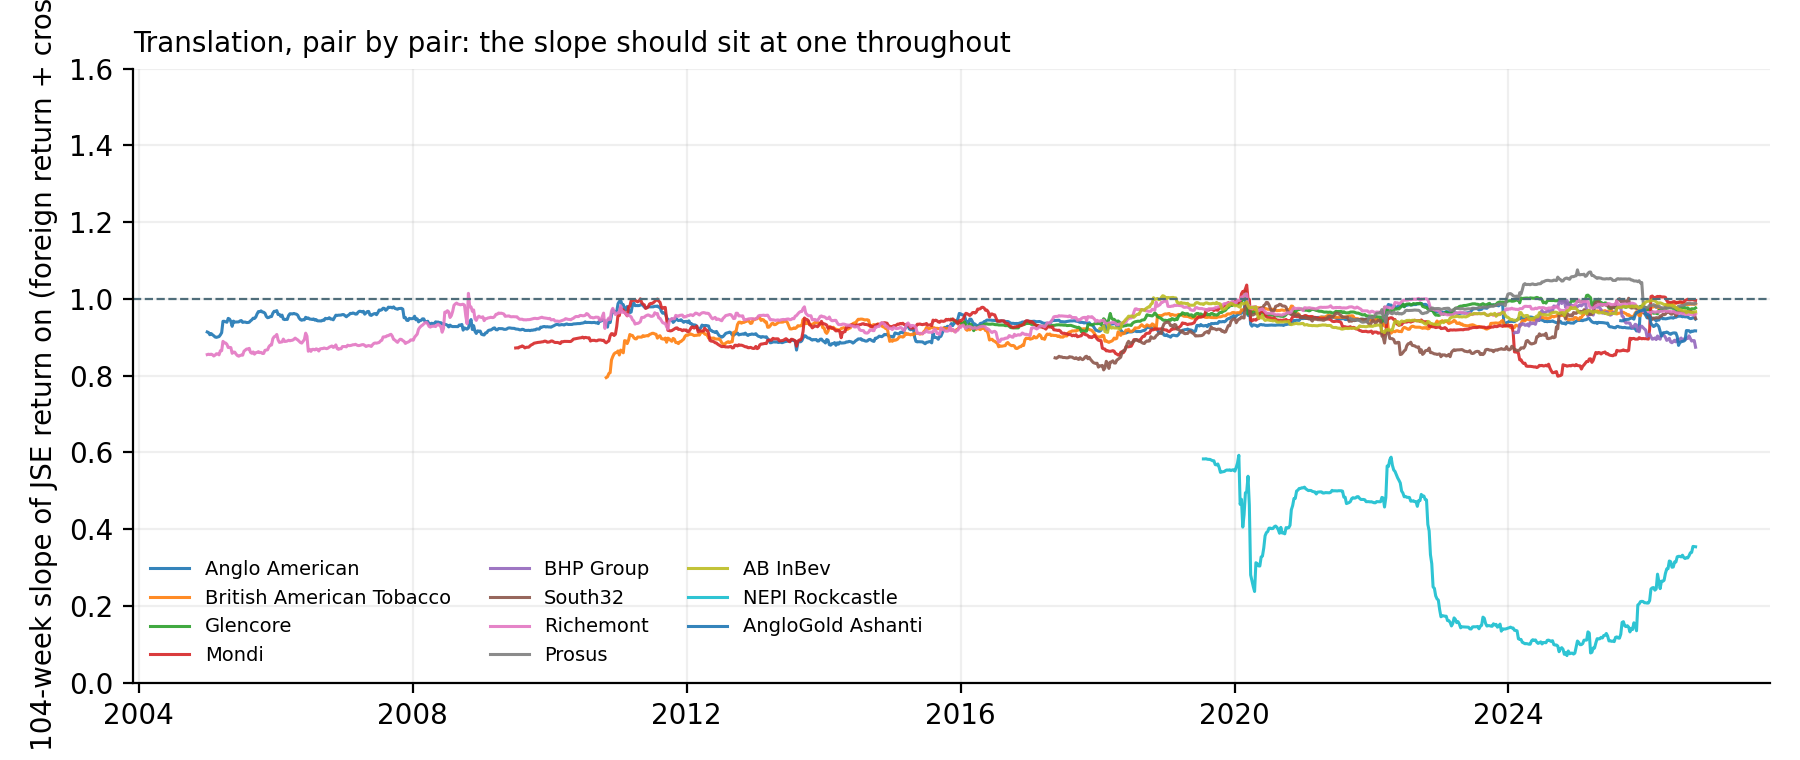 Translation, pair by pair: the slope should sit at one throughout
104-week slope of JSE return on (foreign return + cros
1.6
1.4
1.2
1.0
0.8
0.6
0.4
0.2
0.0
2004
2008
2012
2016
2020
2024
Anglo American
British American Tobacco
Glencore
Mondi
BHP Group
South32
Richemont
Prosus
AB InBev
NEPI Rockcastle
AngloGold Ashanti